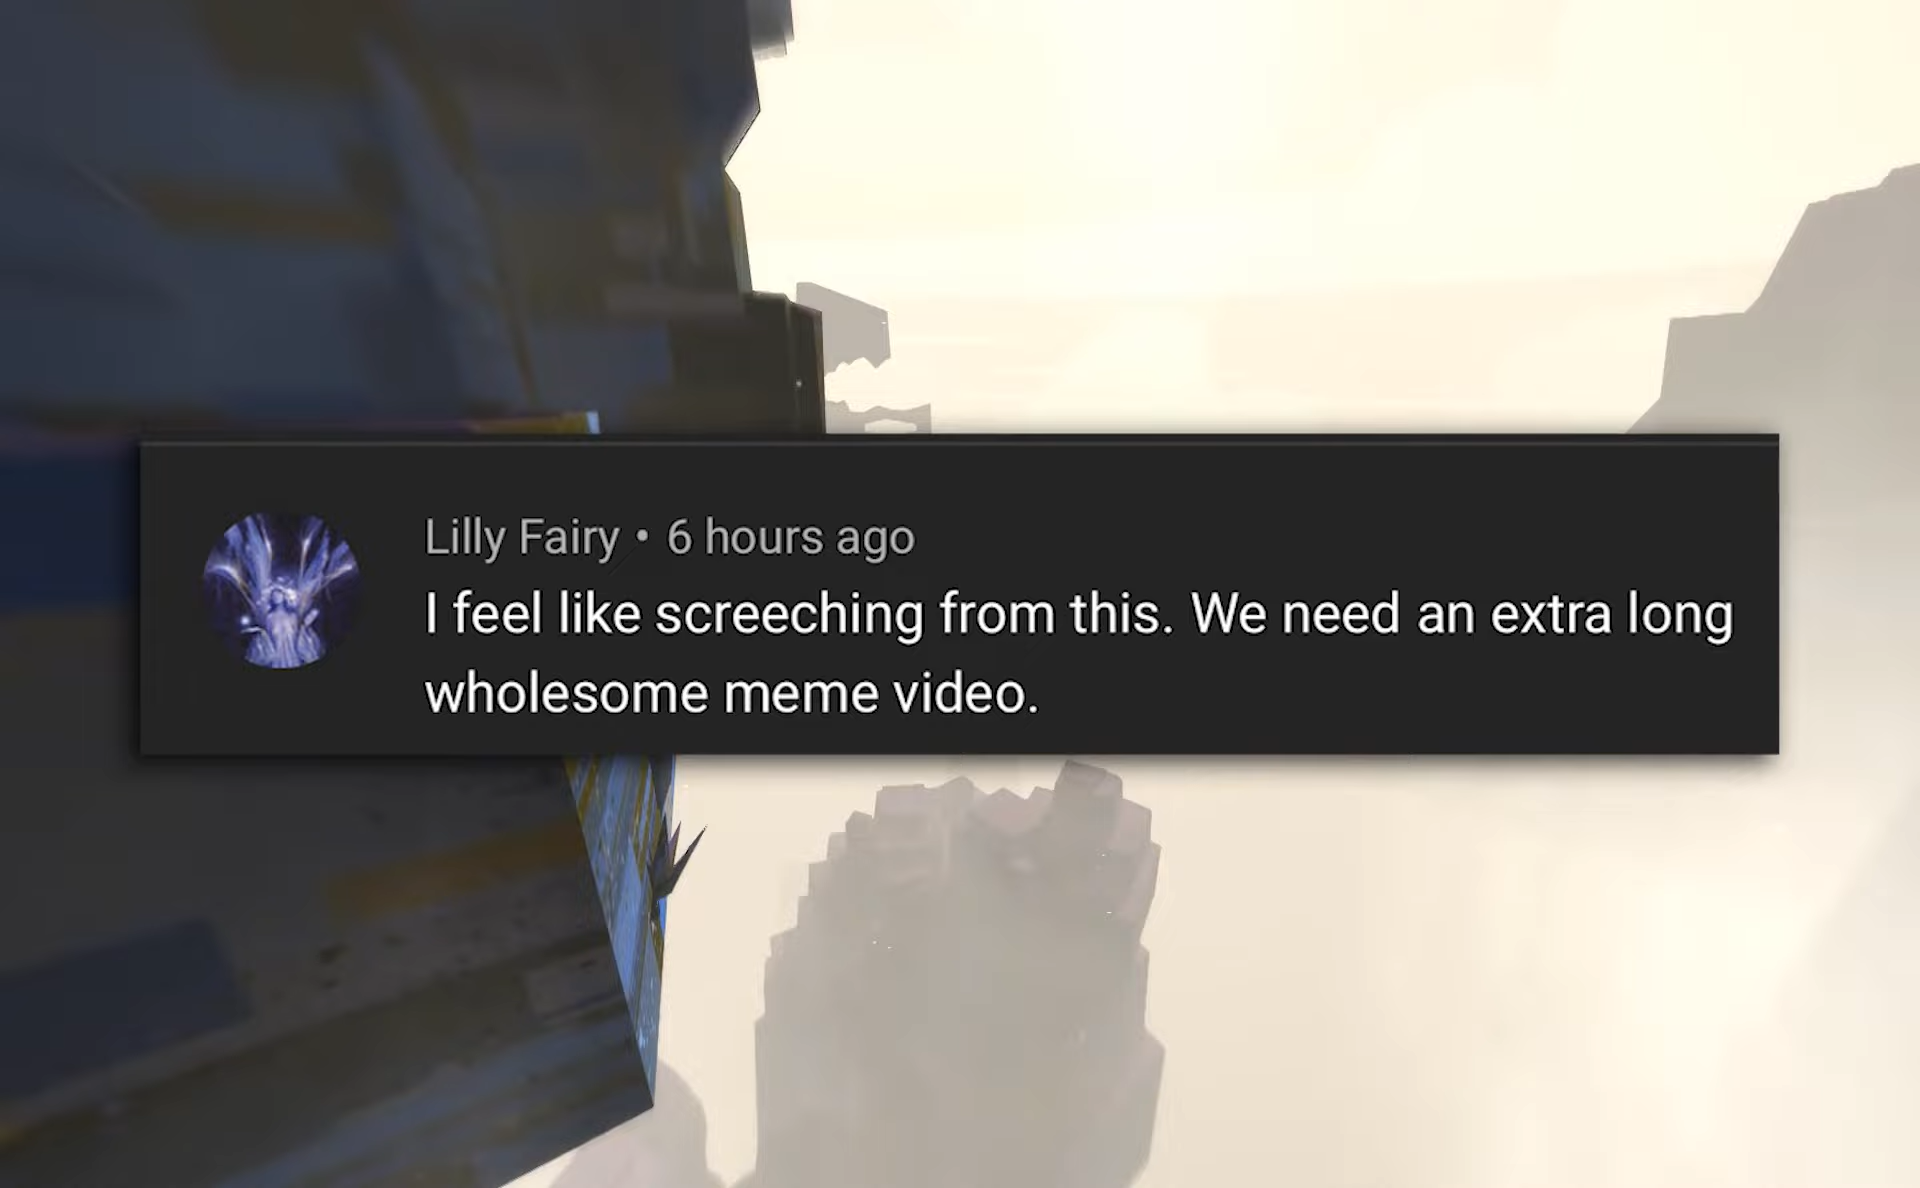 Lilly Fairy • 6 hours ago
I feel like screeching from this. We need an extra long
wholesome meme video.